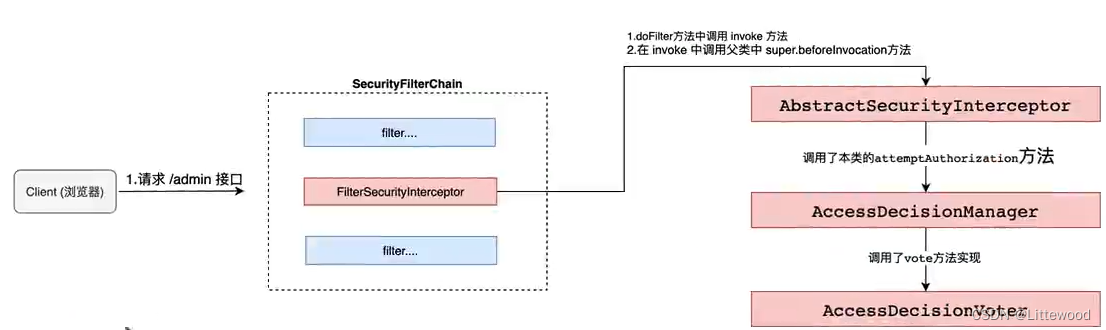 1.doFilter方法中调用 invoke 方法
2.在 invoke 中调用父类中 super.beforeInvocation方法
SecurityFilterChain
AbstractSecurityInterceptor
filter....
调用了本类的attemptAuthorization方法
1.请求 /admin 接口
Client (浏览器)
FilterSecurityInterceptor
AccessDecisionManager
filter....
调用了vote方法实现
AccessDecisionVoter
CSDN @Littewood